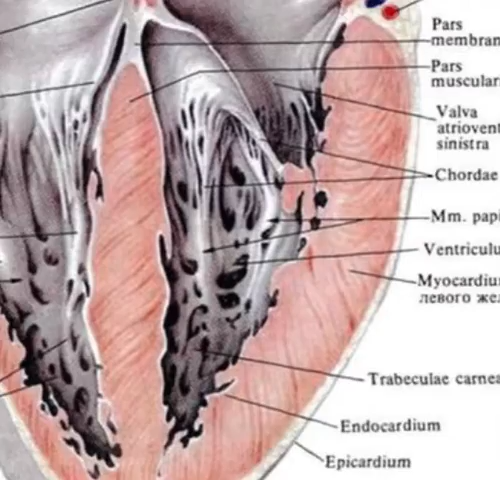 Pars
membran
Pars
muscular
Valva
atriovent
sinistra
Chordae
Mm. papi
Ventriculu
Myocardiu
левого же
Trabeculae carnea
Endocardium
Epicardium